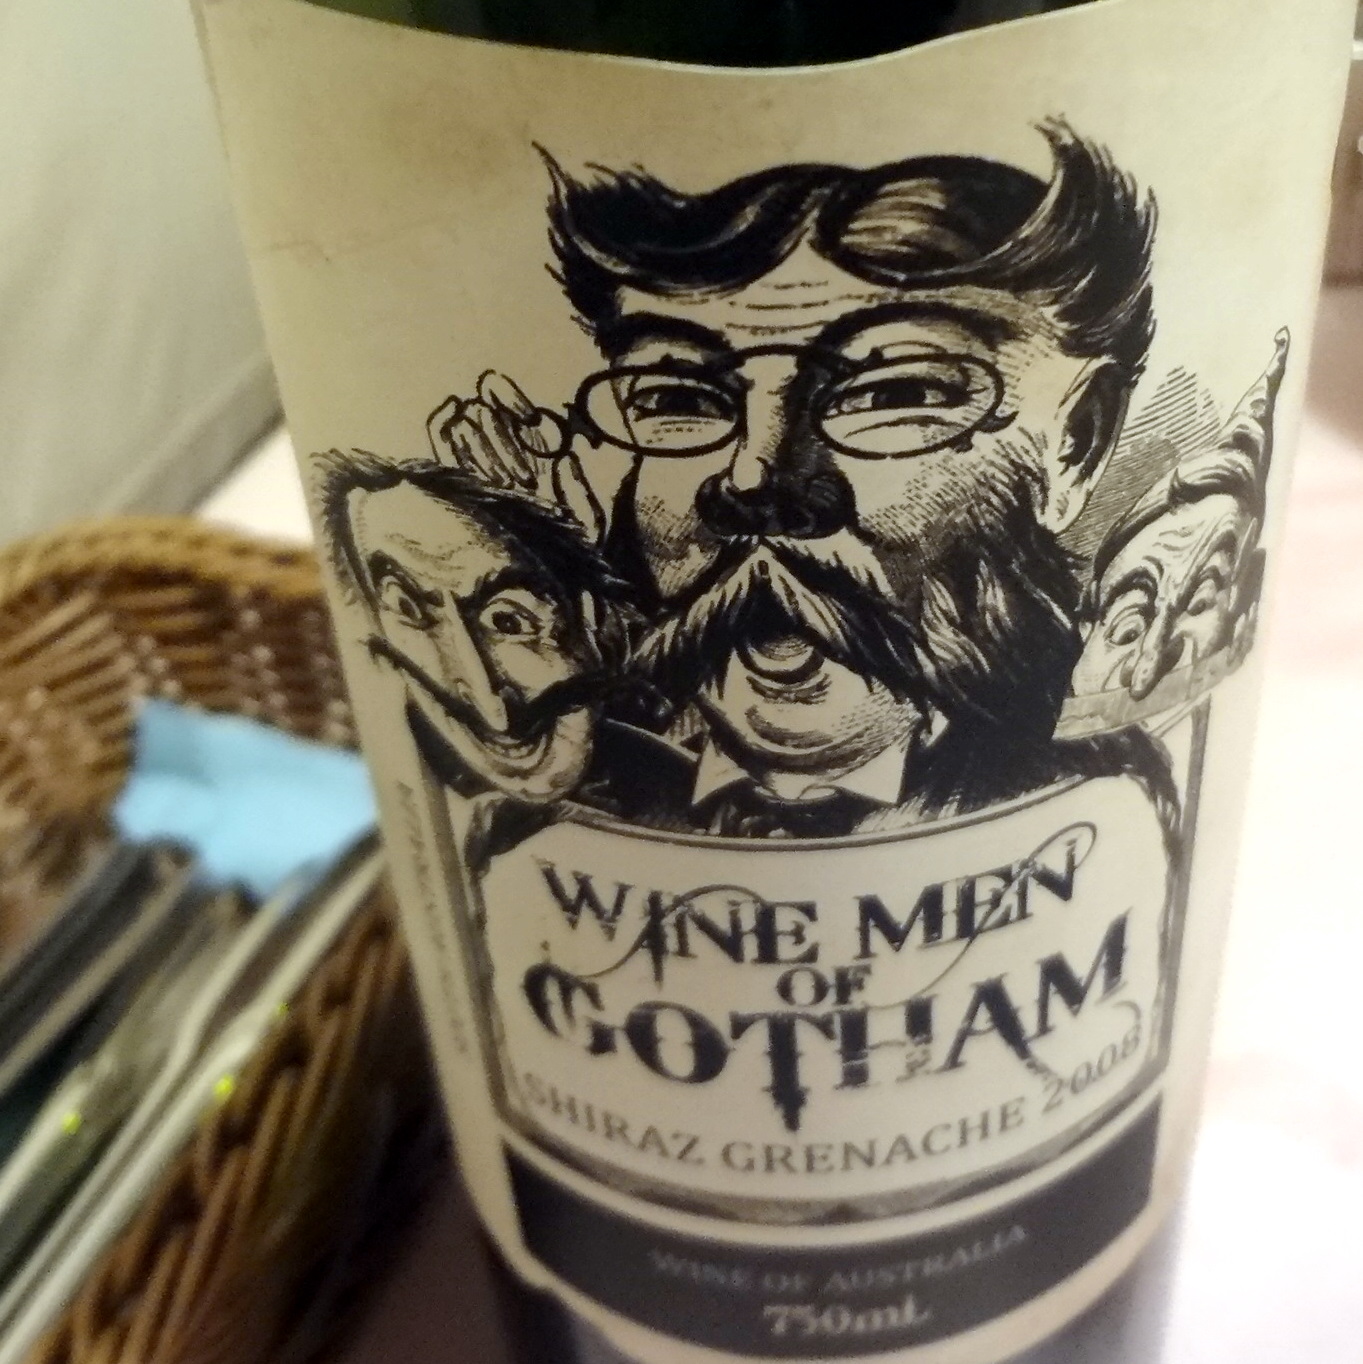 WINE MEN
OF
GOTHAM
SHIRAZ GRENACHE 2008
WINE OF AUSTRALIA
750mL